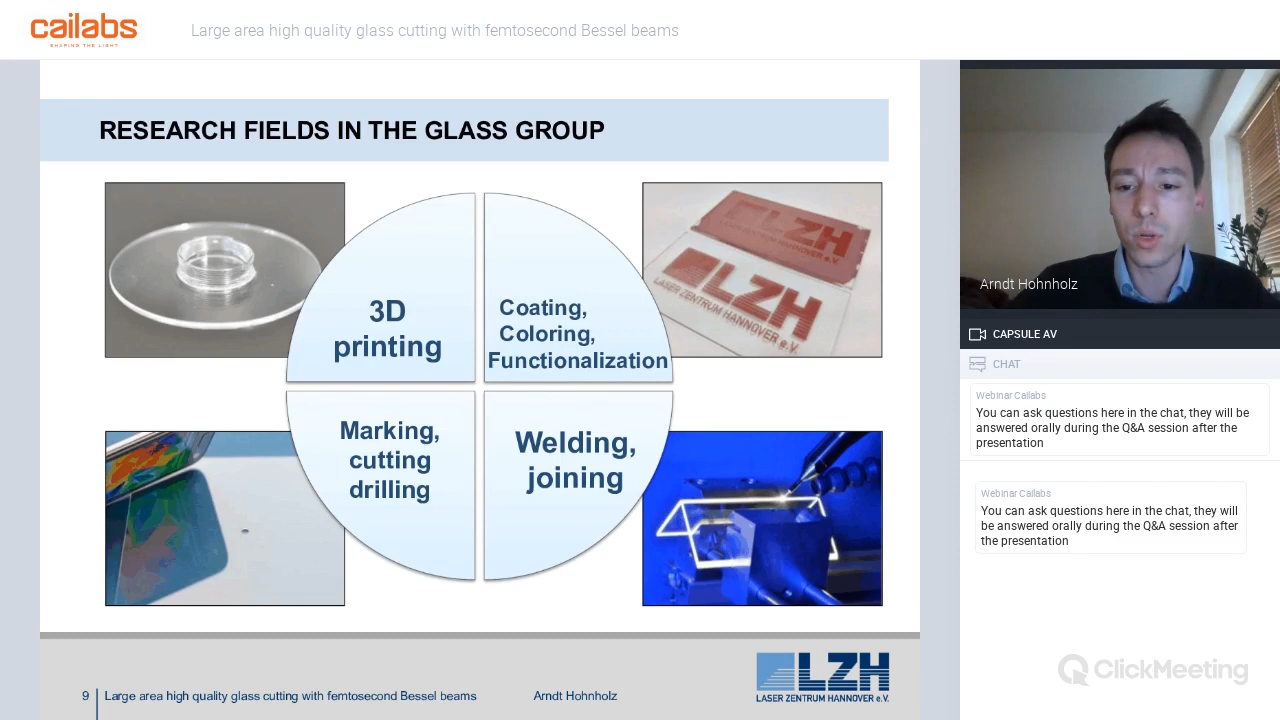 cailabs
SHAPING THE LIGHT
Large area high quality glass cutting with femtosecond Bessel beams
RESEARCH FIELDS IN THE GLASS GROUP
3D
printing
Coating,
Coloring,
Functionalization
Marking,
cutting
drilling
Welding,
joining
LZH
LASER ZENTRUM HANNOVER e.V.
LZH
LASER ZENTRUM HANNOVER e.V.
9
Large area high quality glass cutting with femtosecond Bessel beams
Arndt Hohnholz
LZH
LASER ZENTRUM HANNOVER e.V.
Arndt Hohnholz
CAPSULE AV
CHAT
Webinar Cailabs
You can ask questions here in the chat, they will be
answered orally during the Q&A session after the
presentation
Webinar Cailabs
You can ask questions here in the chat, they will
be answered orally during the Q&A session after
the presentation
ClickMeeting